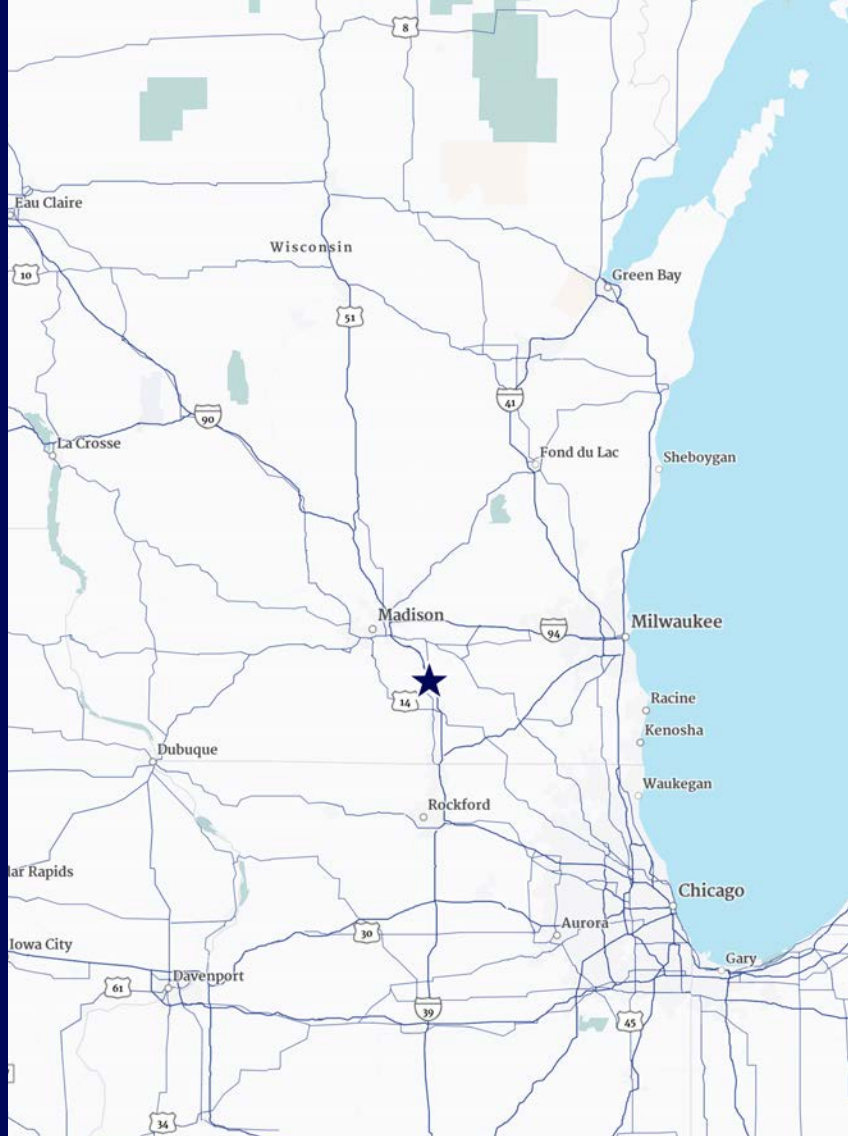 8
Eau Claire
Wisconsin
10
Green Bay
51
41
90
La Crosse
Fond du Lac
Sheboygan
Madison
94
Milwaukee
14
Racine
Kenosha
Dubuque
Waukegan
Rockford
lar Rapids
Chicago
30
Aurora
Iowa City
Gary
61
Davenport
39
45
34